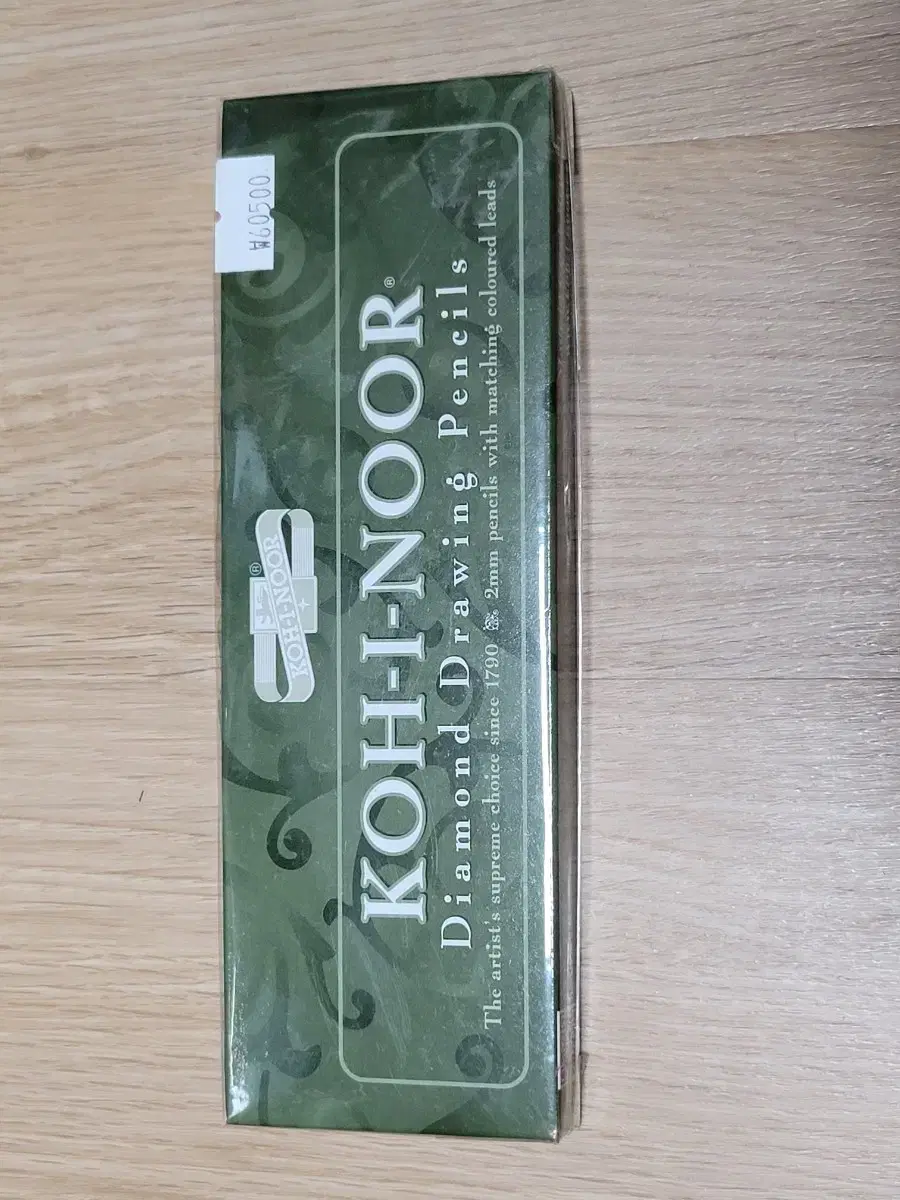 ₩60500
KOH-I-NOOR®
KOH-I-NOOR®
Diamond Drawing Pencils
The artist's supreme choice since 1790 2mm pencils with matching coloured leads